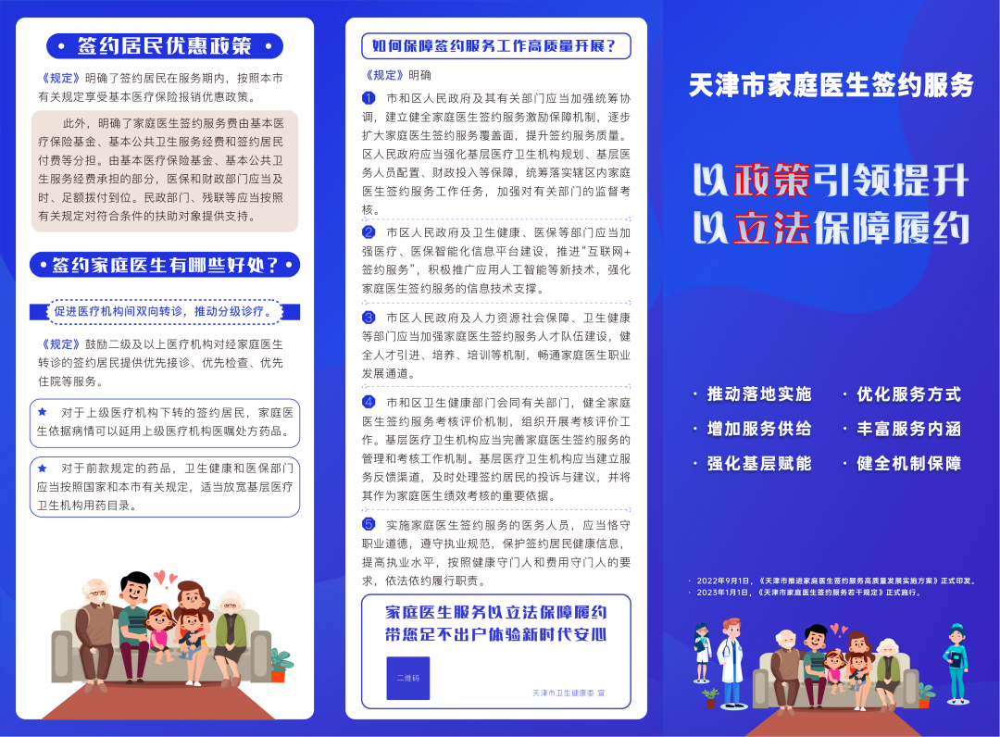 签约居民优惠政策
《规定》明确了签约居民在服务期内，按照本市
有关规定享受基本医疗保险报销优惠政策。
此外，明确了家庭医生签约服务费由基本医
疗保险基金、基本公共卫生服务经费和签约居民
付费等分担。由基本医疗保险基金、基本公共卫
生服务经费承担的部分，医保和财政部门应当及
时、足额拨付到位。民政部门、残联等应当按照
有关规定对符合条件的扶助对象提供支持。
签约家庭医生有哪些好处？
促进医疗机构间双向转诊，推动分级诊疗。
《规定》鼓励二级及以上医疗机构对经家庭医生
转诊的签约居民提供优先接诊、优先检查、优先
住院等服务。
对于上级医疗机构下转的签约居民，家庭医
生依据病情可以延用上级医疗机构医嘱处方药品。
对于前款规定的药品，卫生健康和医保部门
应当按照国家和本市有关规定，适当放宽基层医疗
卫生机构用药目录。
如何保障签约服务工作高质量开展？
《规定》明确
1 市和区人民政府及其有关部门应当加强统筹协
调，建立健全家庭医生签约服务激励保障机制，逐步
扩大家庭医生签约服务覆盖面，提升签约服务质量。
区人民政府应当强化基层医疗卫生机构规划、基层医
务人员配置、财政投入等保障，统筹落实辖区内家庭
医生签约服务工作任务，加强对有关部门的监督考
核。
2 市区人民政府及卫生健康、医保等部门应当加
强医疗、医保智能化信息平台建设，推进“互联网+
签约服务”，积极推广应用人工智能等新技术，强化
家庭医生签约服务的信息技术支撑。
3 市区人民政府及人力资源社会保障、卫生健康
等部门应当加强家庭医生签约服务人才队伍建设，健
全人才引进、培养、培训等机制，畅通家庭医生职业
发展通道。
4 市和区卫生健康部门会同有关部门，健全家庭
医生签约服务考核评价机制，组织开展考核评价工
作。基层医疗卫生机构应当完善家庭医生签约服务的
管理和考核工作机制。基层医疗卫生机构应当建立服
务反馈渠道，及时处理签约居民的投诉与建议，并将
其作为家庭医生绩效考核的重要依据。
5 实施家庭医生签约服务的医务人员，应当恪守
职业道德，遵守执业规范，保护签约居民健康信息，
提高执业水平，按照健康守门人和费用守门人的要
求，依法依约履行职责。
家庭医生服务以立法保障履约
带您足不出户体验新时代安心
二维码
天津市卫生健康委 宣
天津市家庭医生签约服务
以政策引领提升
以立法保障履约
· 推动落地实施 · 优化服务方式
· 增加服务供给 · 丰富服务内涵
· 强化基层赋能 · 健全机制保障
· 2022年9月1日，《天津市推进家庭医生签约服务高质量发展实施方案》正式印发。
· 2023年1月1日，《天津市家庭医生签约服务若干规定》正式施行。